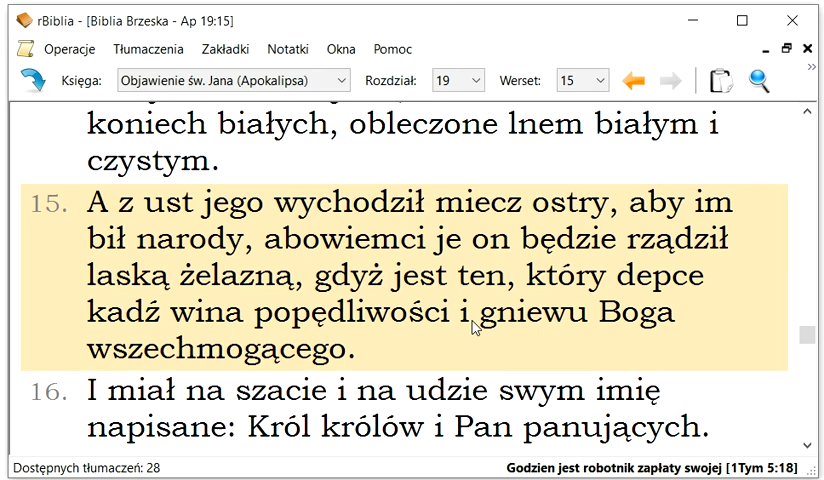 rBiblia - [Biblia Brzeska - Ap 19:15]
Operacje Tłumaczenia Zakładki Notatki Okna Pomoc
Księga: Objawienie św. Jana (Apokalipsa) Rozdział: 19 Werset: 15
koniech białych, obleczone lnem białym i
czystym.
15. A z ust jego wychodził miecz ostry, aby im
bił narody, abowiemci je on będzie rządził
laską żelazną, gdyż jest ten, który depce
kadź wina popędliwości i gniewu Boga
wszechmogącego.
16. I miał na szacie i na udzie swym imię
napisane: Król królów i Pan panujących.
Dostępnych tłumaczeń: 28 Godzien jest robotnik zapłaty swojej [1Tym 5:18]